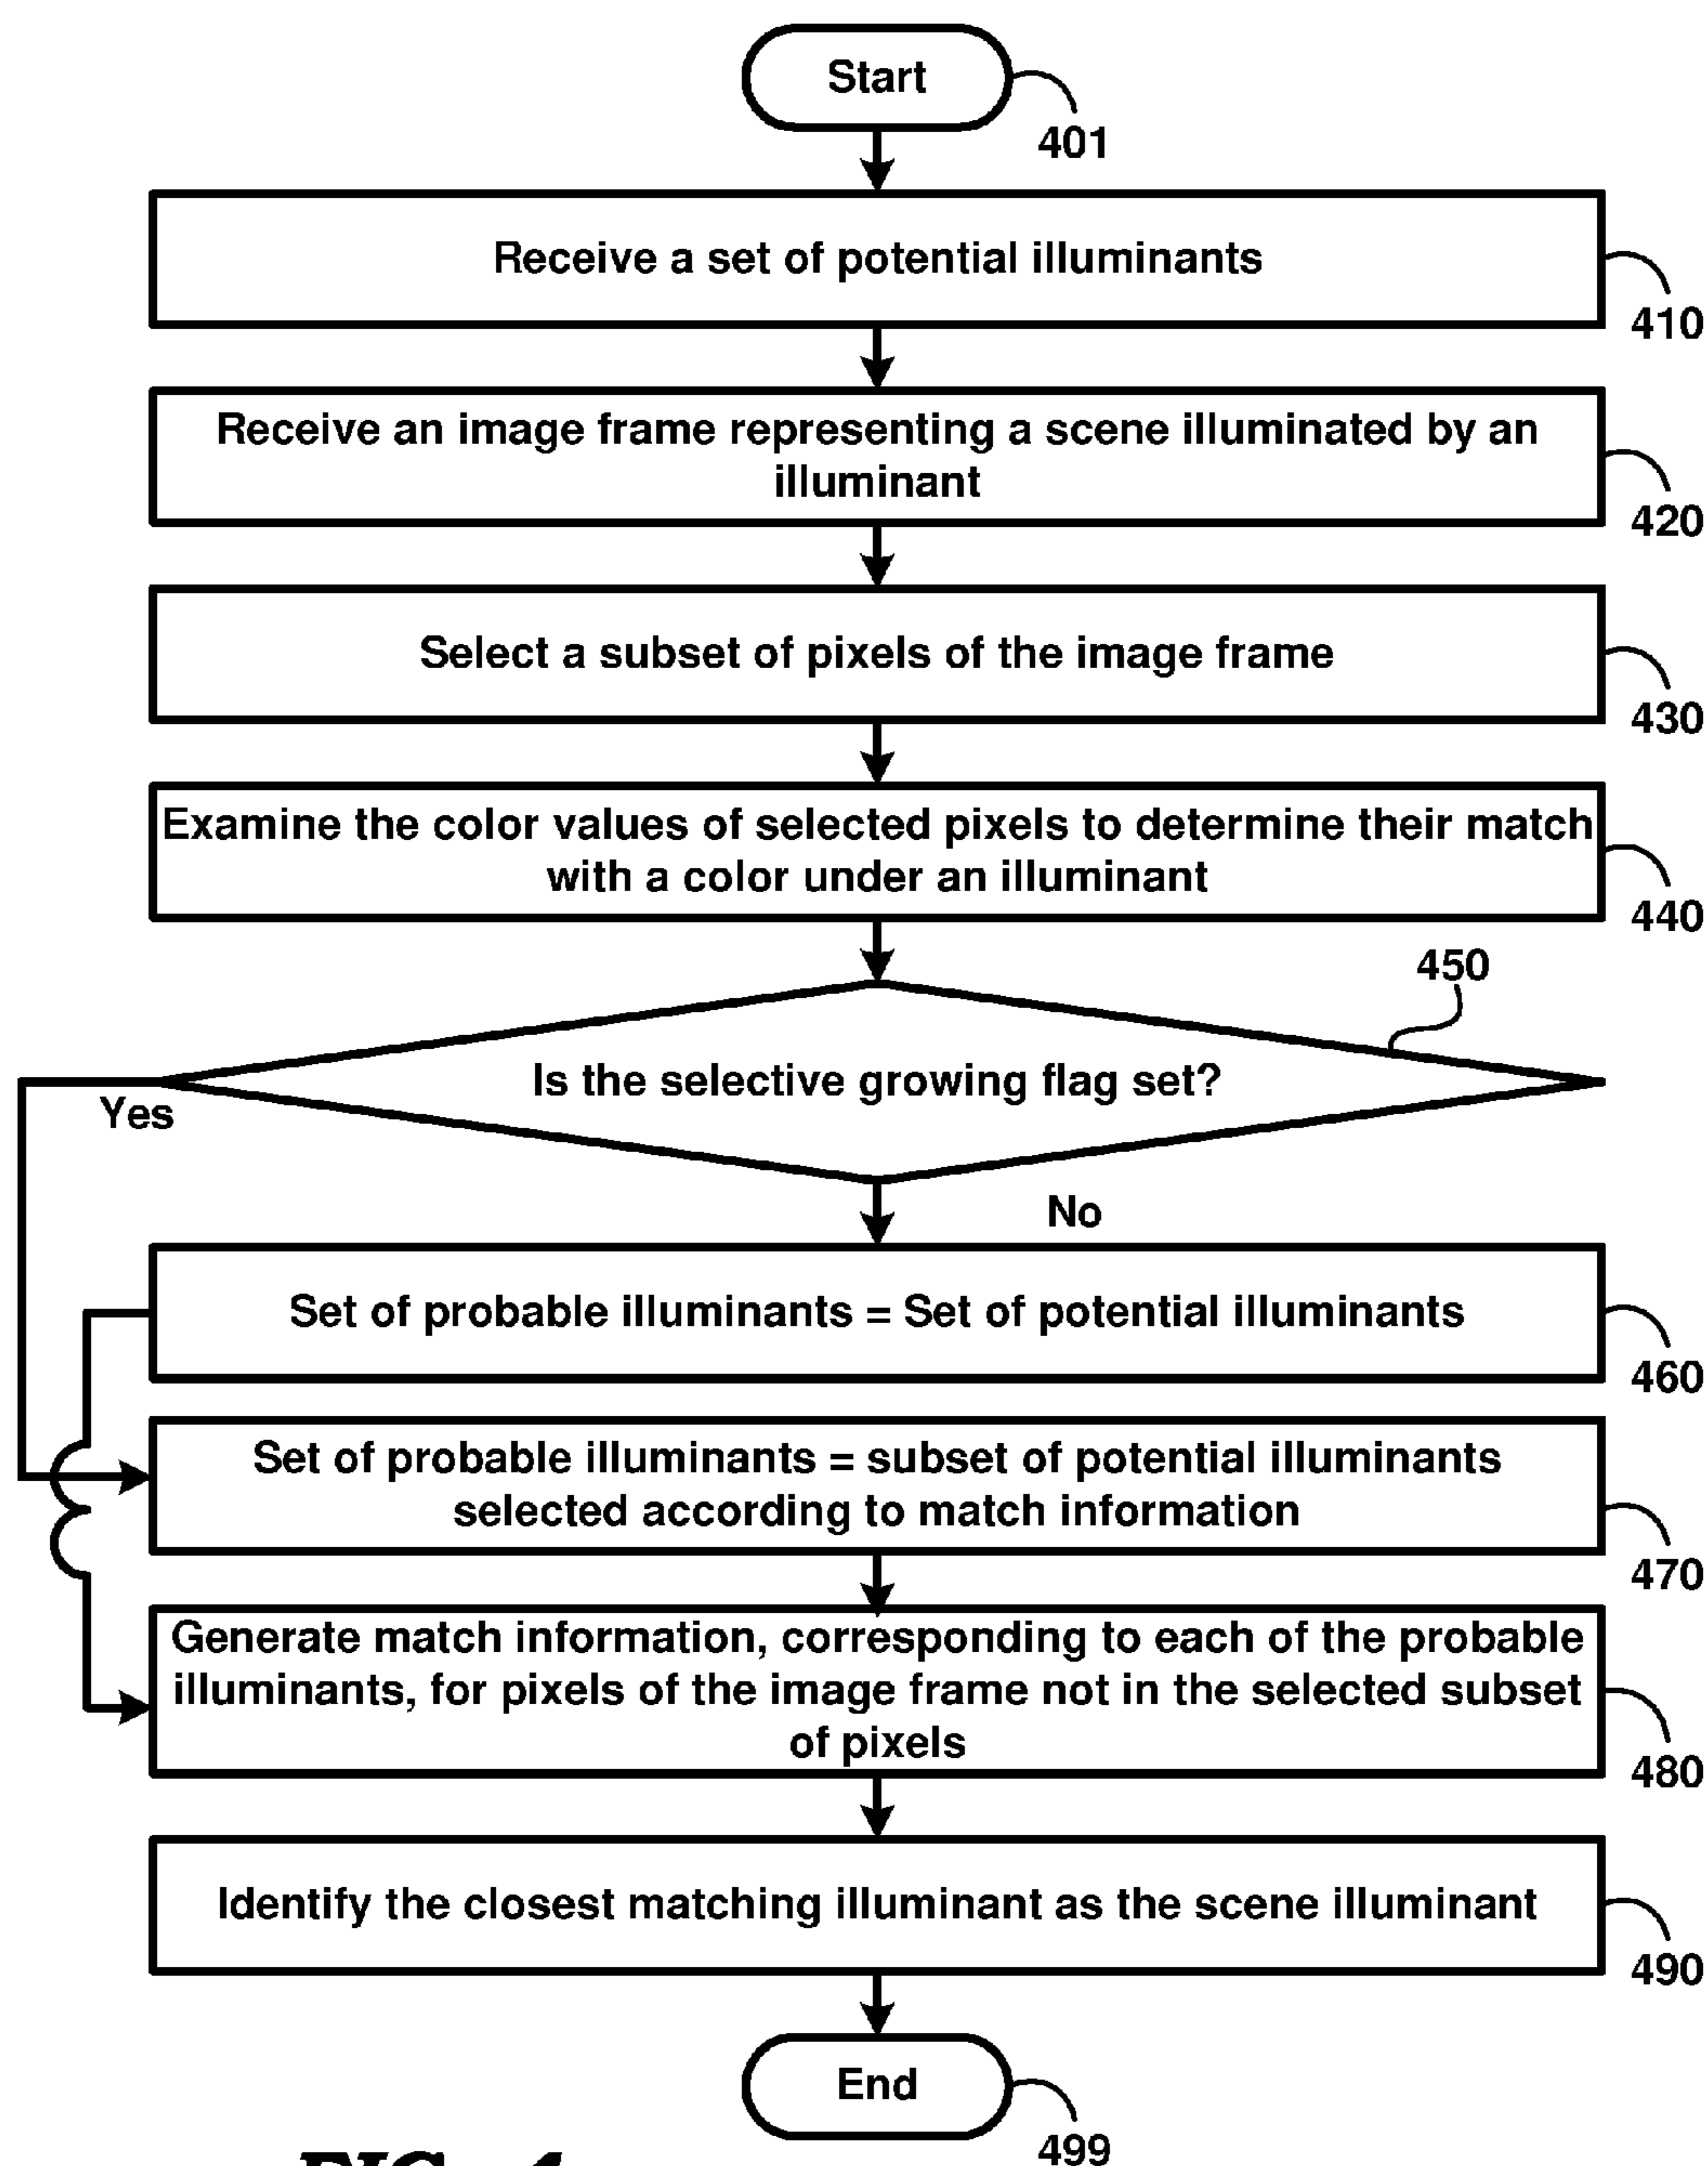 Start
401
Receive a set of potential illuminants
410
Receive an image frame representing a scene illuminated by an
illuminant
420
Select a subset of pixels of the image frame
430
Examine the color values of selected pixels to determine their match
with a color under an illuminant
440
450
Is the selective growing flag set?
Yes
No
Set of probable illuminants = Set of potential illuminants
460
Set of probable illuminants = subset of potential illuminants
selected according to match information
470
Generate match information, corresponding to each of the probable
illuminants, for pixels of the image frame not in the selected subset
of pixels
480
Identify the closest matching illuminant as the scene illuminant
490
End
499